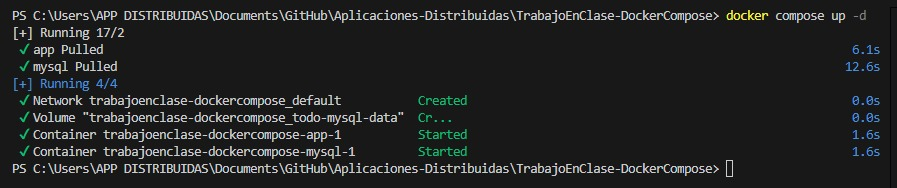 PS C:\Users\APP DISTRIBUIDAS\Documents\GitHub\Aplicaciones-Distribuidas\TrabajoEnClase-DockerCompose> docker compose up -d
[+] Running 17/2
✓ app Pulled 6.1s
✓ mysql Pulled 12.6s
[+] Running 4/4
✓ Network trabajoenclase-dockercompose_default Created 0.0s
✓ Volume "trabajoenclase-dockercompose_todo-mysql-data" Cr... 0.0s
✓ Container trabajoenclase-dockercompose-app-1 Started 1.6s
✓ Container trabajoenclase-dockercompose-mysql-1 Started 1.6s
PS C:\Users\APP DISTRIBUIDAS\Documents\GitHub\Aplicaciones-Distribuidas\TrabajoEnClase-DockerCompose>